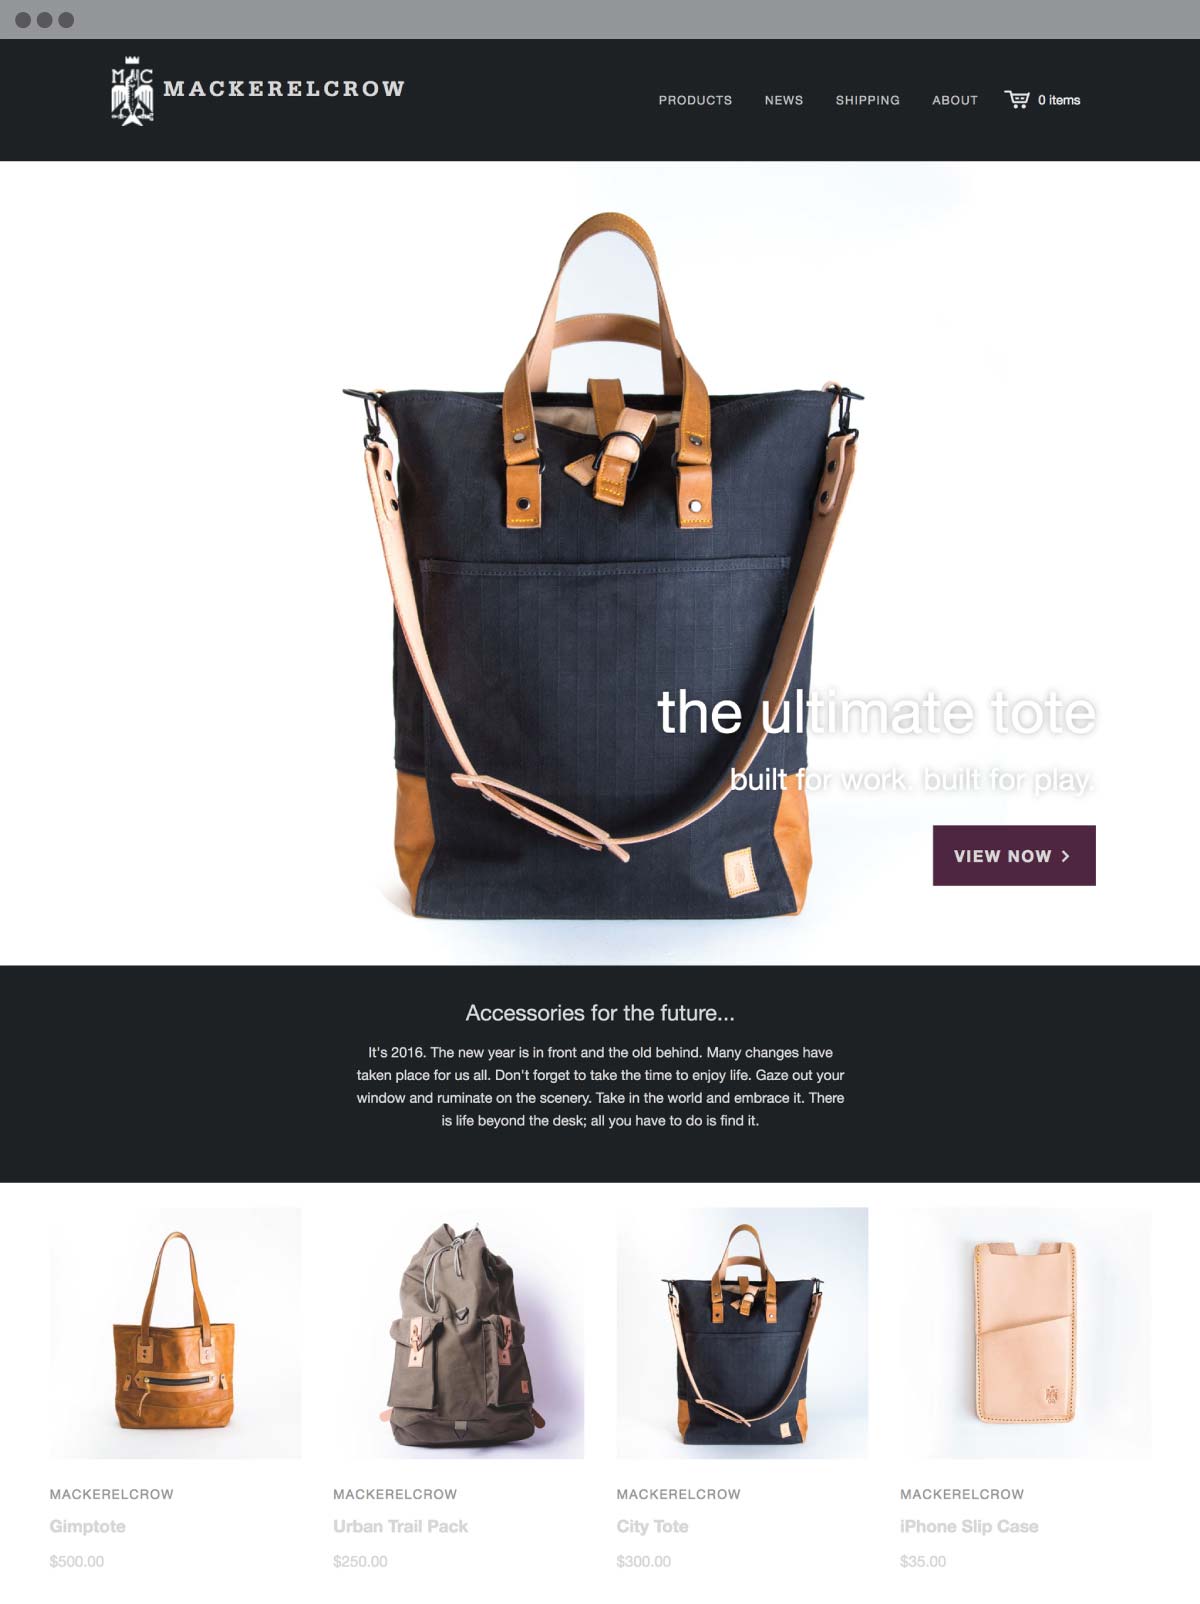 MC
MACKERELCROW
PRODUCTS NEWS SHIPPING ABOUT 0 items
the ultimate tote
built for work. built for play.
VIEW NOW >
Accessories for the future...
It's 2016. The new year is in front and the old behind. Many changes have
taken place for us all. Don't forget to take the time to enjoy life. Gaze out your
window and ruminate on the scenery. Take in the world and embrace it. There
is life beyond the desk; all you have to do is find it.
MACKERELCROW
Gimptote
$500.00
MACKERELCROW
Urban Trail Pack
$250.00
MACKERELCROW
City Tote
$300.00
MACKERELCROW
iPhone Slip Case
$35.00